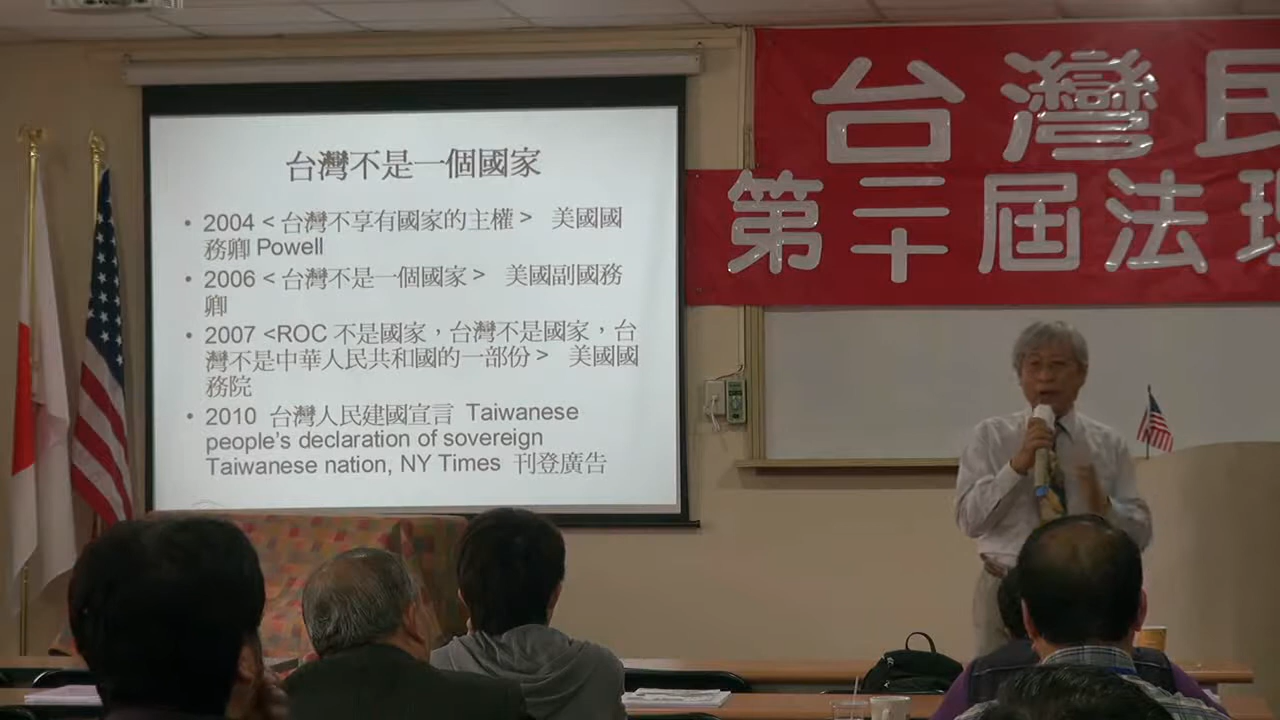 台灣不是一個國家
• 2004 < 台灣不享有國家的主權 > 美國國
務卿 Powell
• 2006 < 台灣不是一個國家 > 美國副國務
卿
• 2007 <ROC 不是國家，台灣不是國家，台
灣不是中華人民共和國的一部份 > 美國國
務院
• 2010 台灣人民建國宣言 Taiwanese
people's declaration of sovereign
Taiwanese nation, NY Times 刊登廣告
台灣民
第二十屆法理